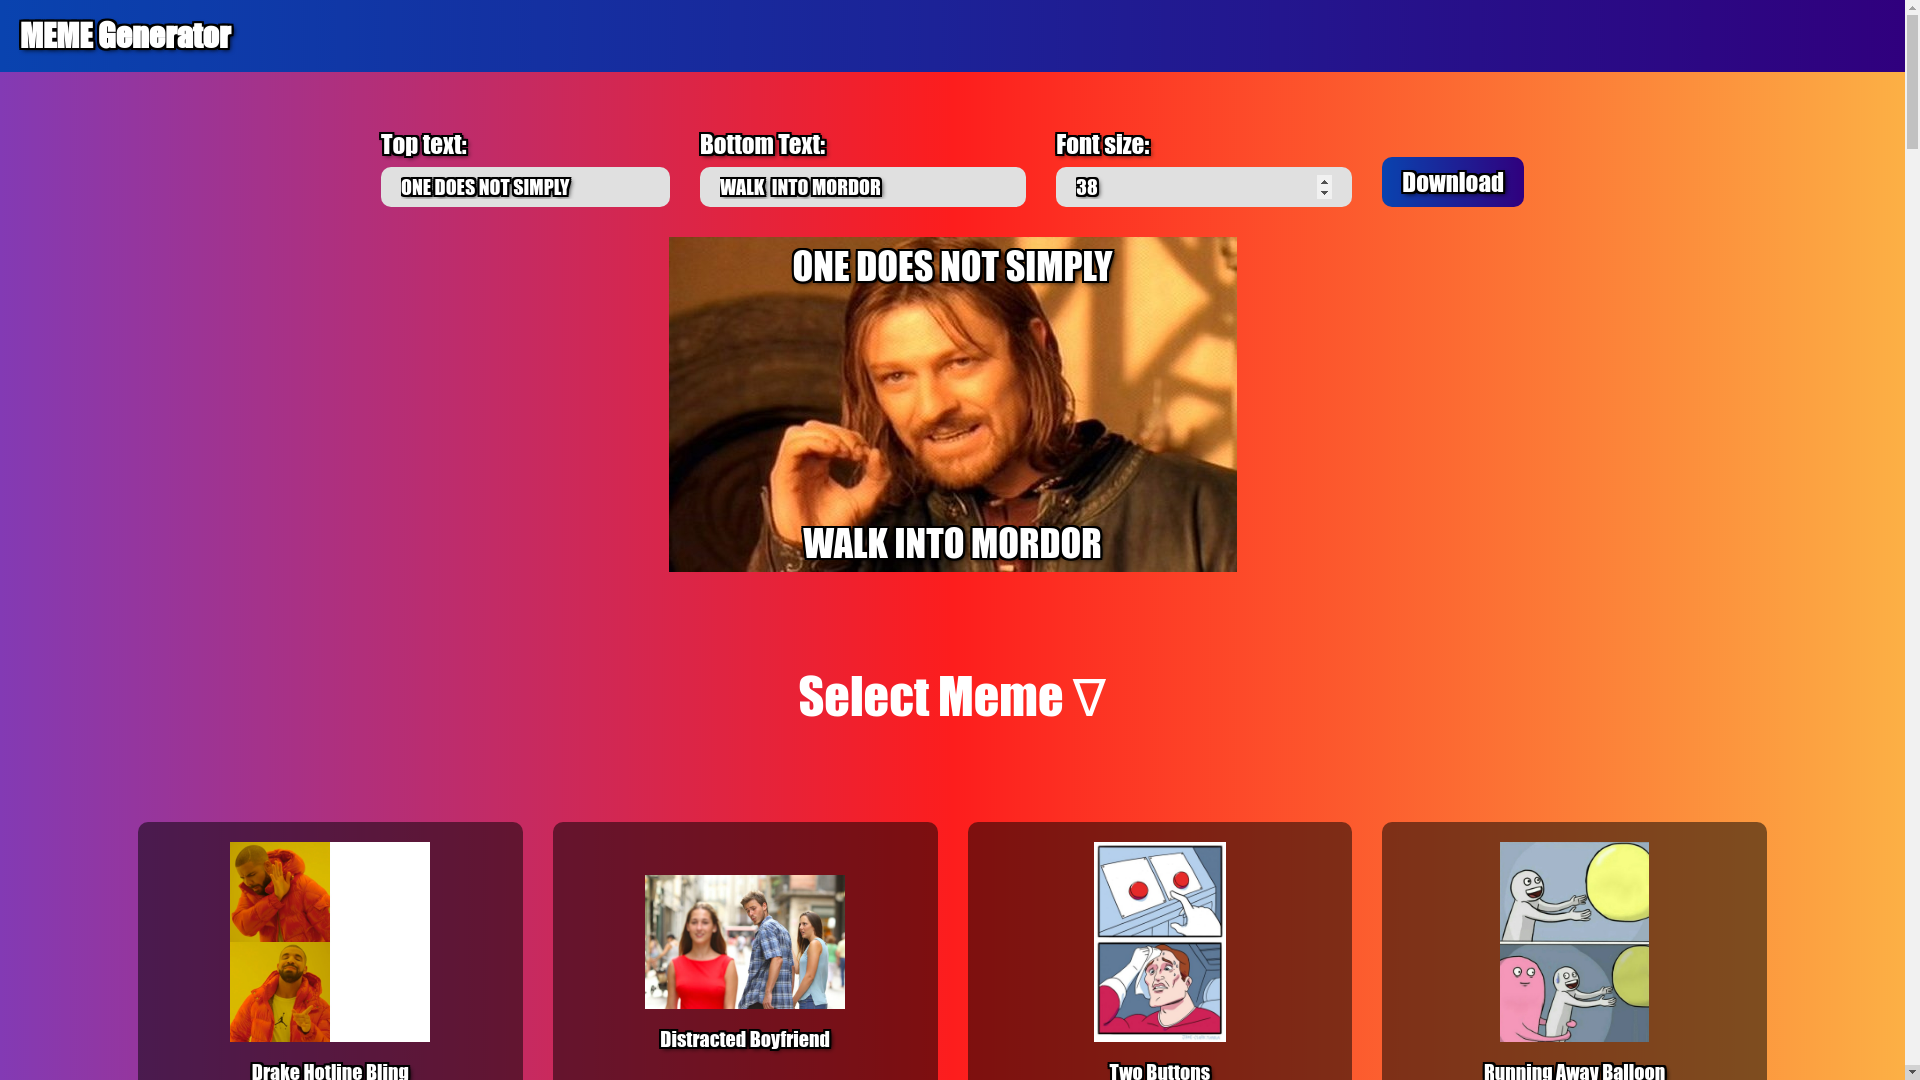 MEME Generator
Top text:
Bottom Text:
Font size:
ONE DOES NOT SIMPLY
WALK  INTO MORDOR
38
Download
ONE DOES NOT SIMPLY
WALK INTO MORDOR
Select Meme ∇
Drake Hotline Bling
Distracted Boyfriend
Two Buttons
Running Away Balloon